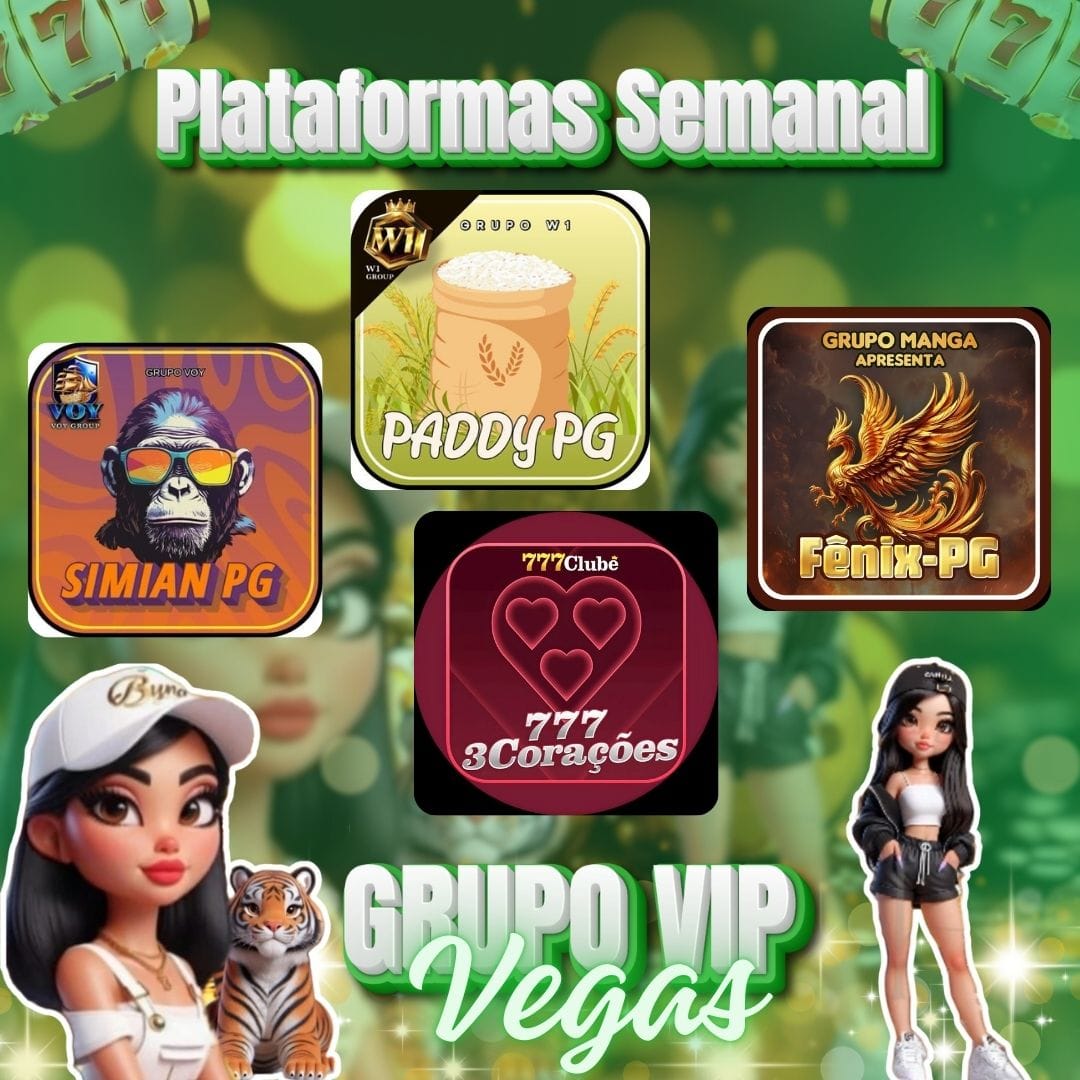 Plataformas Semanal
W1
W1
GROUP
GRUPO W1
PADDY PG
GRUPO VOY
VOY
VOY GROUP
SIMIAN PG
GRUPO MANGA
APRESENTA
Fênix-PG
777Clubê
777
3Corações
GRUPO VIP
Vegas